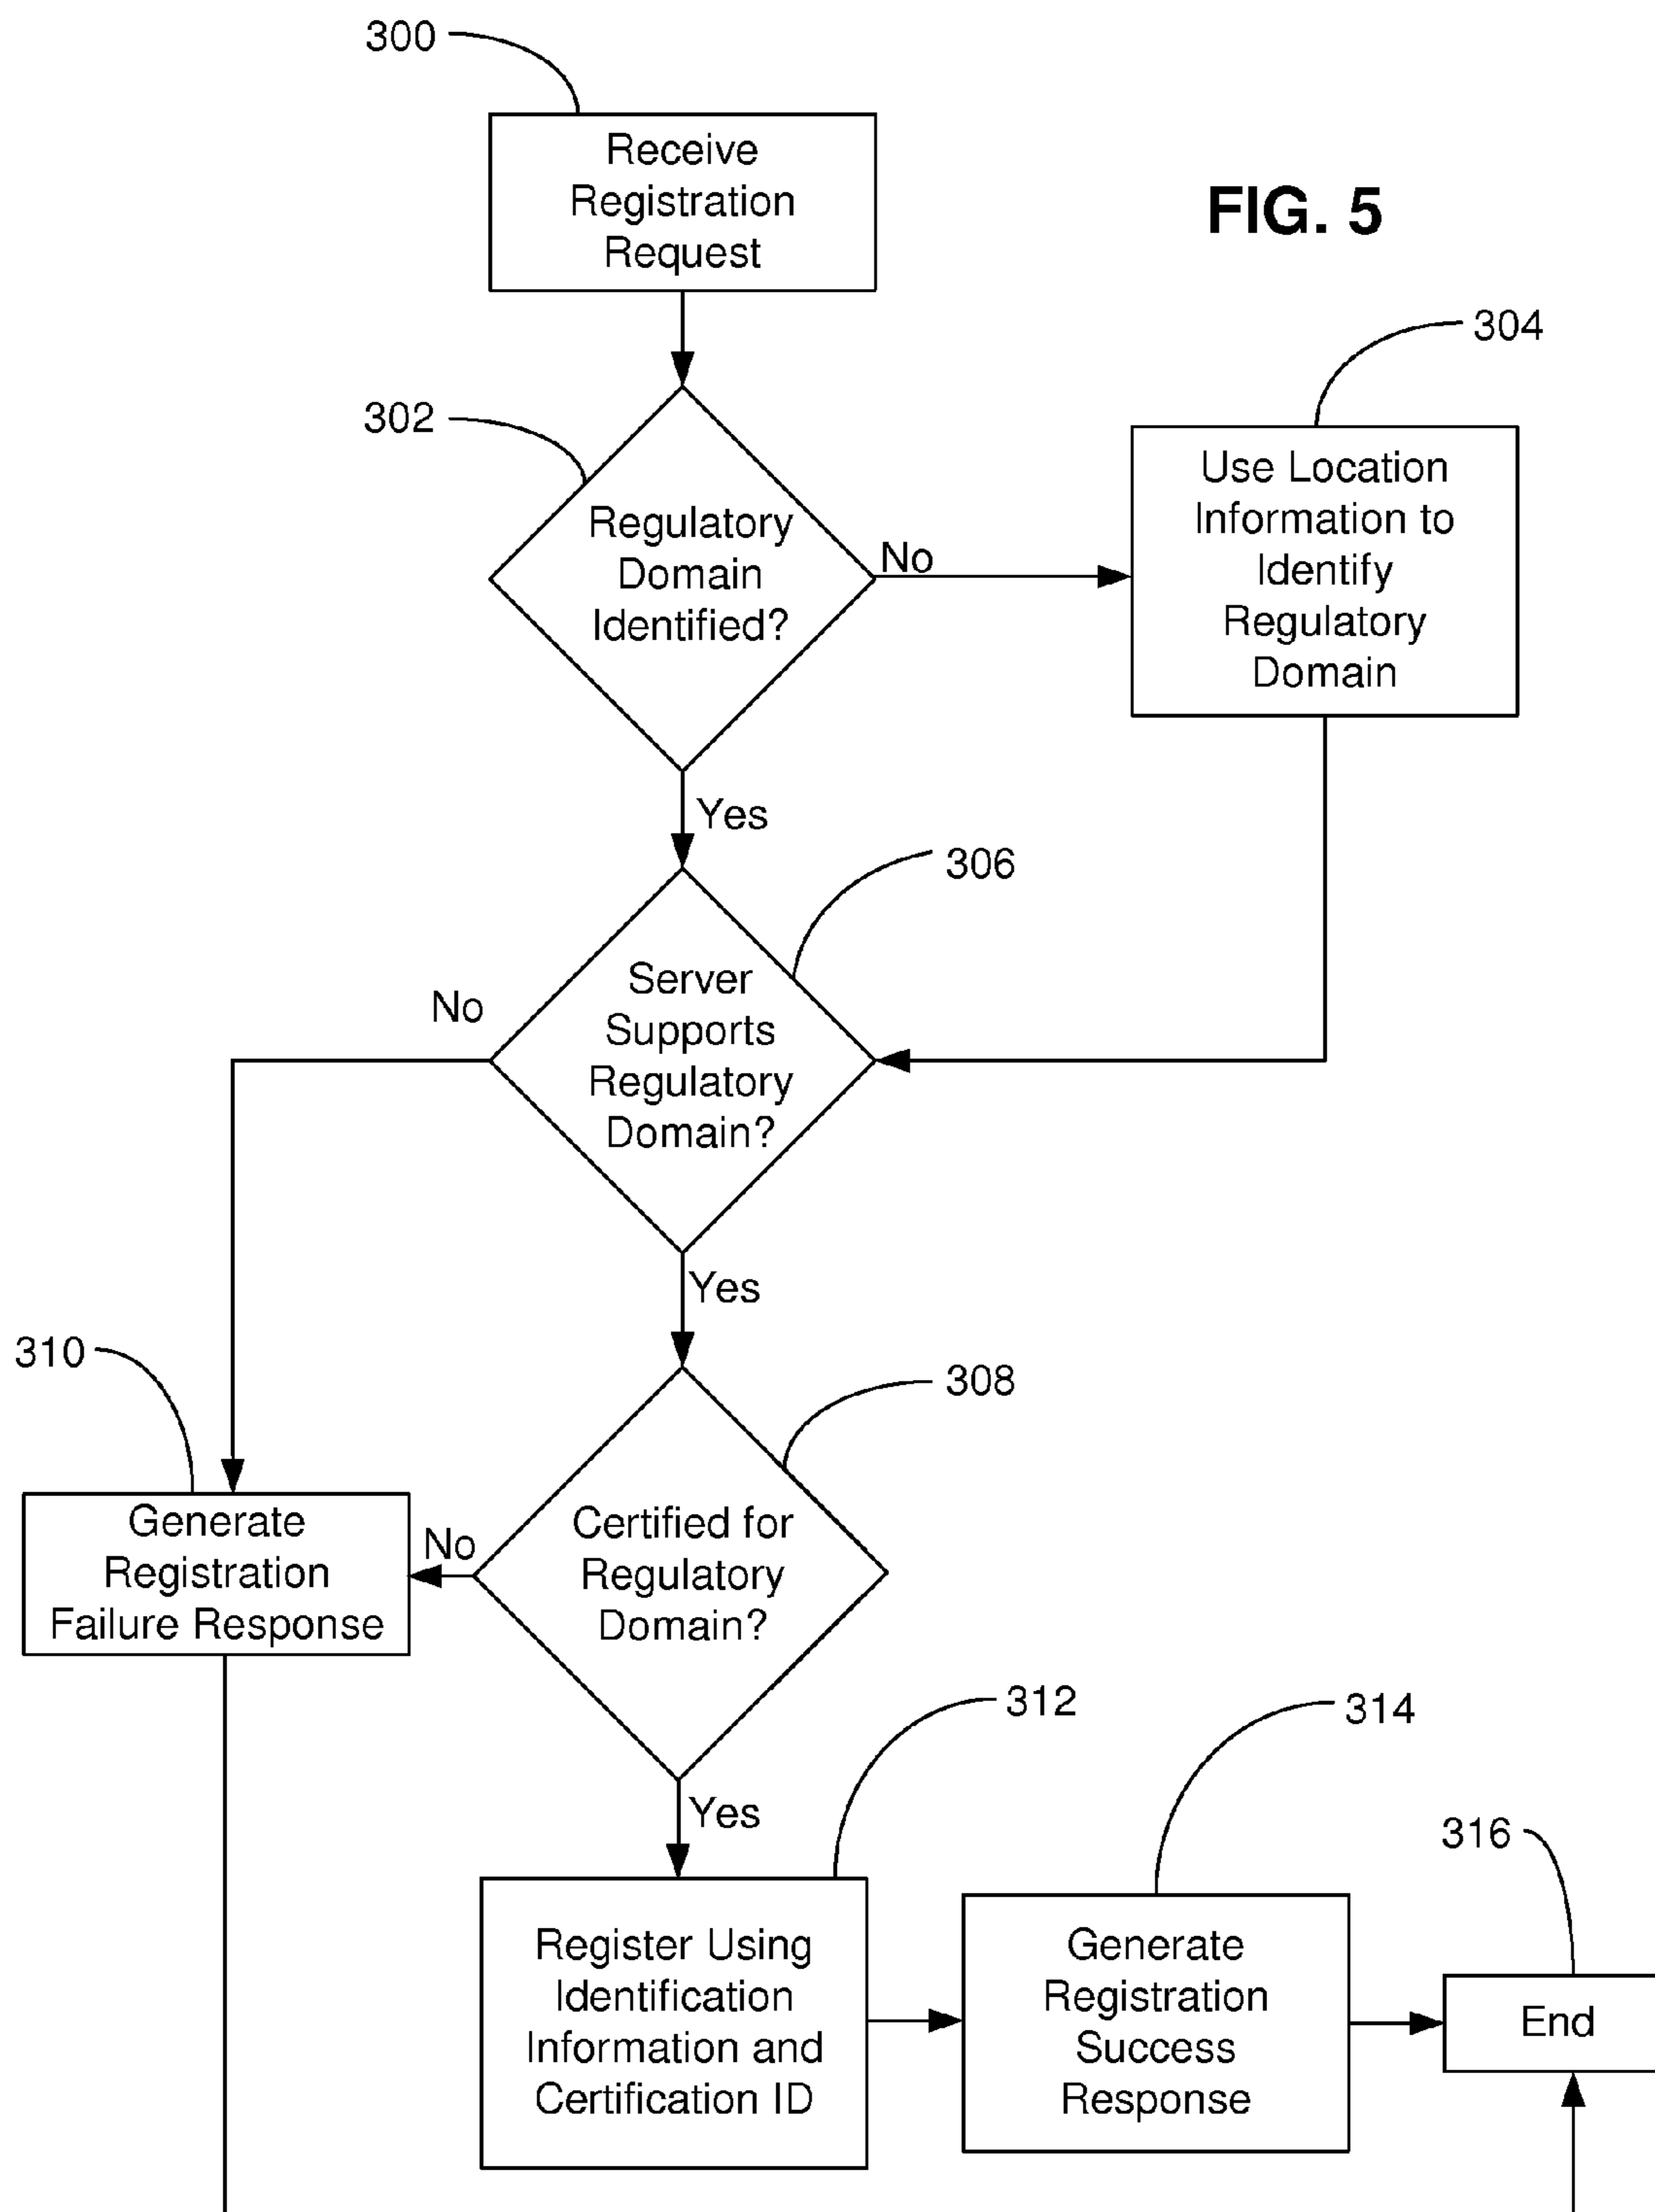 300
Receive
Registration
Request
FIG. 5
304
302
Use Location
Information to
Identify
Regulatory
Domain
Regulatory
Domain
Identified?
No
Yes
306
Server
Supports
Regulatory
Domain?
No
Yes
310
308
Generate
Registration
Failure Response
No
Certified for
Regulatory
Domain?
312
314
Yes
316
Register Using
Identification
Information and
Certification ID
Generate
Registration
Success
Response
End